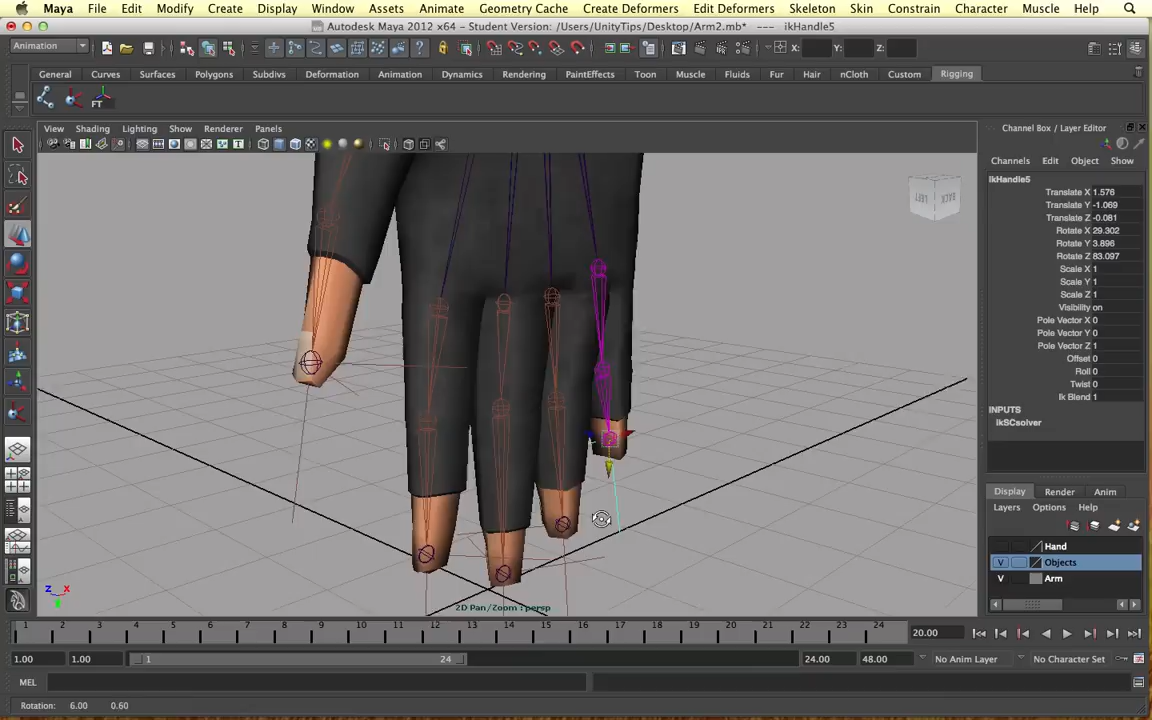 Maya File Edit Modify Create Display Window Assets Animate Geometry Cache Create Deformers Edit Deformers Skeleton Skin Constrain Character Muscle Help
Autodesk Maya 2012 x64 - Student Version: /Users/UnityTips/Desktop/Arm2.mb* --- ikHandle5
Animation X: Y: Z:
General Curves Surfaces Polygons Subdivs Deformation Animation Dynamics Rendering PaintEffects Toon Muscle Fluids Fur Hair nCloth Custom Rigging
FT
View Shading Lighting Show Renderer Panels
Channel Box / Layer Editor
Channels Edit Object Show
ikHandle5
Translate X 1.576
Translate Y -1.069
Translate Z -0.081
Rotate X 29.302
Rotate Y 3.896
Rotate Z 83.097
Scale X 1
Scale Y 1
Scale Z 1
Visibility on
Pole Vector X 0
Pole Vector Y 0
Pole Vector Z 1
Offset 0
Roll 0
Twist 0
Ik Blend 1
INPUTS
ikSCsolver
BACK LEFT
Display Render Anim
Layers Options Help
Hand
V Objects
V Arm
z x
y
2D Pan/Zoom : persp
1 2 3 4 5 6 7 8 9 10 11 12 13 14 15 16 17 18 19 20 21 22 23 24 20.00
1.00 1.00 1 24 24.00 48.00 No Anim Layer No Character Set
MEL
Rotation: 6.00 0.60